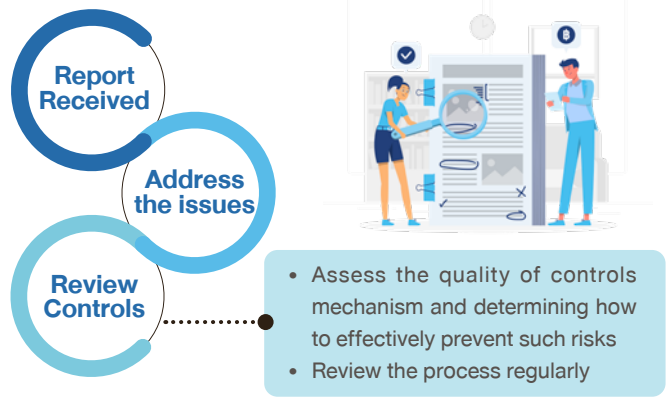 Report
Received
Address
the issues
Review
Controls
• Assess the quality of controls
mechanism and determining how
to effectively prevent such risks
• Review the process regularly